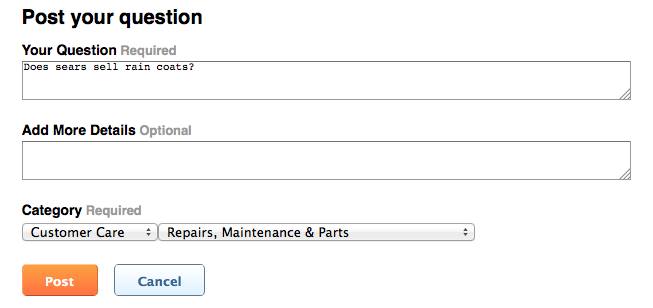 Post your question
Your Question Required
Does sears sell rain coats?
Add More Details Optional
Category Required
Customer Care Repairs, Maintenance & Parts
Post Cancel